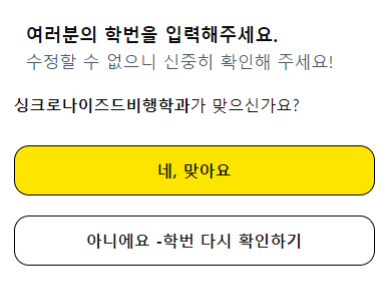 여러분의 학번을 입력해주세요.
수정할 수 없으니 신중히 확인해 주세요!
싱크로나이즈드비행학과가 맞으신가요?
네, 맞아요
아니에요 -학번 다시 확인하기